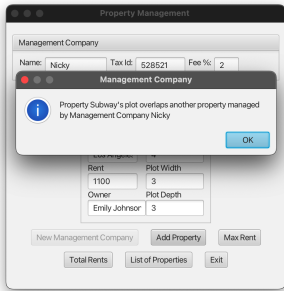 Property Management
Management Company
Name: Nicky Tax Id: 528521 Fee %: 2
Management Company
Property Subway's plot overlaps another property managed
by Management Company Nicky
OK
Los Angeles 4
Rent Plot Width
1100 3
Owner Plot Depth
Emily Johnson 3
New Management Company Add Property Max Rent
Total Rents List of Properties Exit